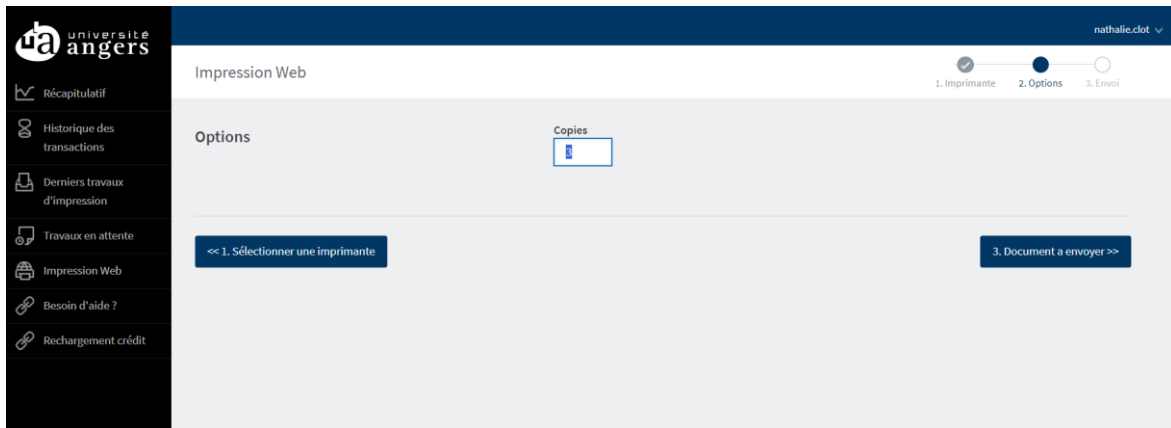 université
angers
nathalie.clot
Impression Web
1. Imprimante
2. Options
3. Envoi
Récapitulatif
Historique des
transactions
Derniers travaux
d'impression
Travaux en attente
Impression Web
Besoin d'aide ?
Rechargement crédit
Options
Copies
3
<< 1. Sélectionner une imprimante
3. Document a envoyer >>